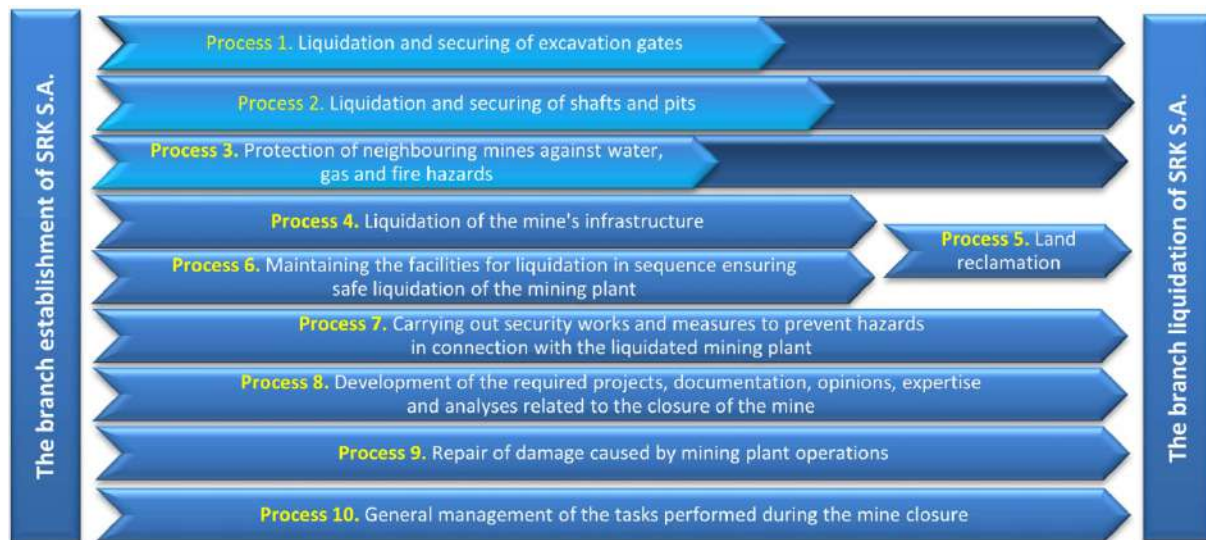 The branch establishment of SRK S.A.
Process 1. Liquidation and securing of excavation gates
Process 2. Liquidation and securing of shafts and pits
Process 3. Protection of neighbouring mines against water,
gas and fire hazards
Process 4. Liquidation of the mine's infrastructure
Process 5. Land
reclamation
Process 6. Maintaining the facilities for liquidation in sequence ensuring
safe liquidation of the mining plant
Process 7. Carrying out security works and measures to prevent hazards
in connection with the liquidated mining plant
Process 8. Development of the required projects, documentation, opinions, expertise
and analyses related to the closure of the mine
Process 9. Repair of damage caused by mining plant operations
Process 10. General management of the tasks performed during the mine closure
The branch liquidation of SRK S.A.